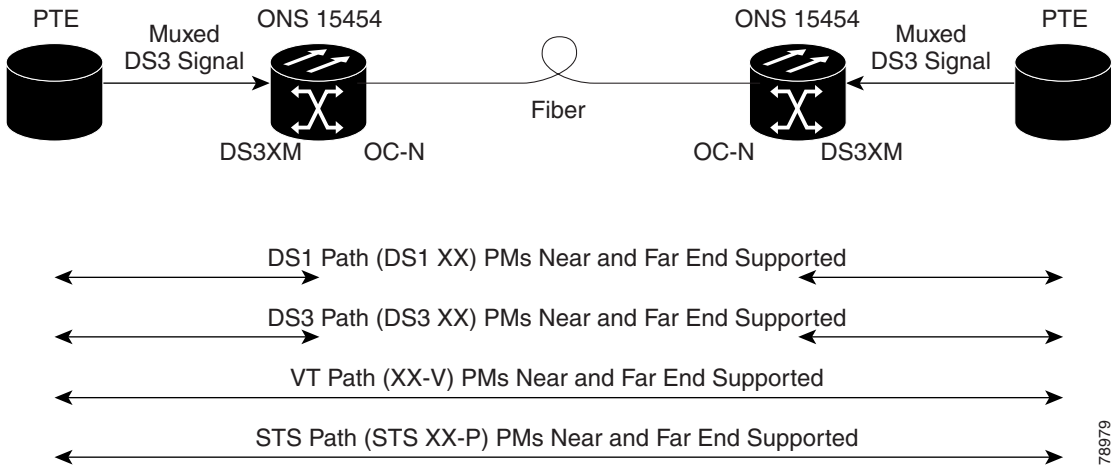 PTE
ONS 15454
ONS 15454
PTE
Muxed
DS3 Signal
Muxed
DS3 Signal
Fiber
DS3XM
OC-N
OC-N
DS3XM
DS1 Path (DS1 XX) PMs Near and Far End Supported
DS3 Path (DS3 XX) PMs Near and Far End Supported
VT Path (XX-V) PMs Near and Far End Supported
STS Path (STS XX-P) PMs Near and Far End Supported
78979